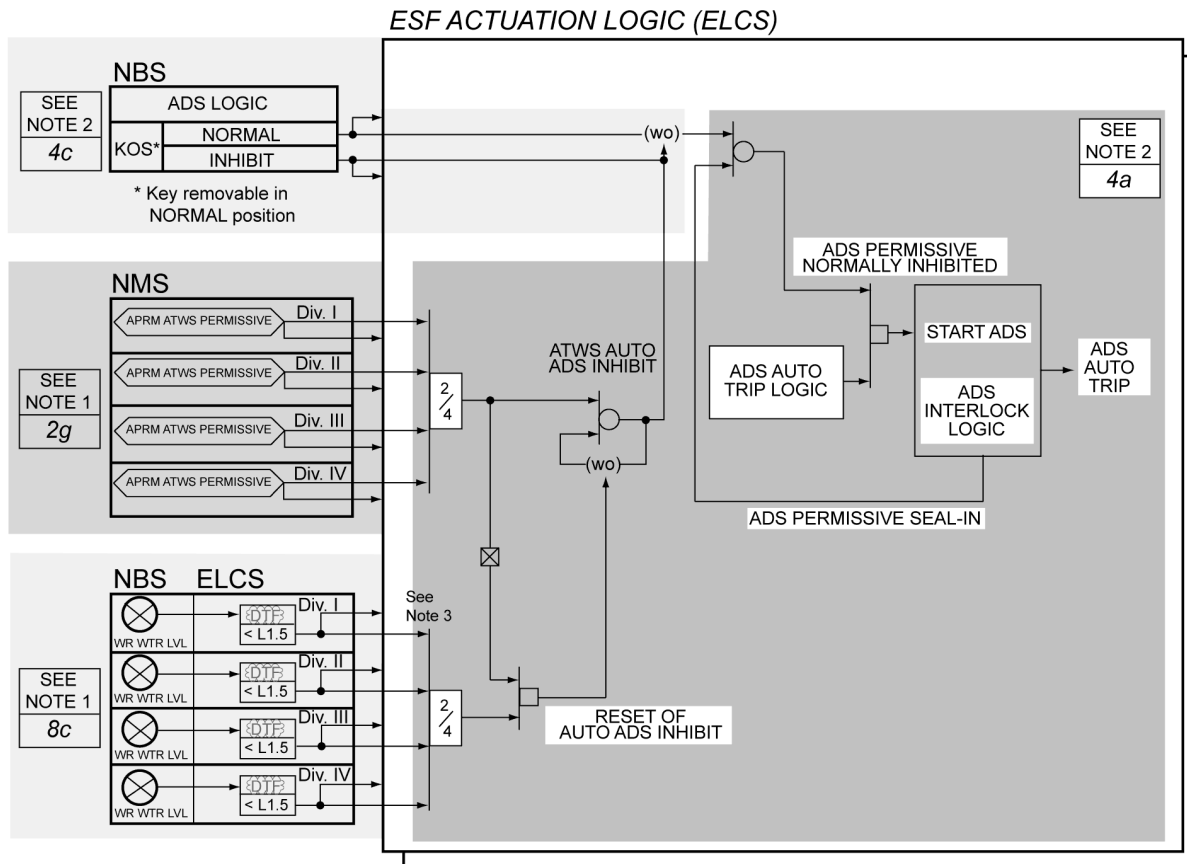 ESF ACTUATION LOGIC (ELCS)
NBS
SEE
NOTE 2
4c
ADS LOGIC
KOS*
NORMAL
INHIBIT
* Key removable in
NORMAL position
(wo)
SEE
NOTE 2
4a
ADS PERMISSIVE
NORMALLY INHIBITED
NMS
SEE
NOTE 1
2g
APRM ATWS PERMISSIVE
Div. I
APRM ATWS PERMISSIVE
Div. II
APRM ATWS PERMISSIVE
Div. III
APRM ATWS PERMISSIVE
Div. IV
2/4
ATWS AUTO
ADS INHIBIT
(wo)
ADS AUTO
TRIP LOGIC
START ADS
ADS
INTERLOCK
LOGIC
ADS
AUTO
TRIP
ADS PERMISSIVE SEAL-IN
NBS
ELCS
SEE
NOTE 1
8c
WR WTR LVL
DTF
< L1.5
Div. I
WR WTR LVL
DTF
< L1.5
Div. II
WR WTR LVL
DTF
< L1.5
Div. III
WR WTR LVL
DTF
< L1.5
Div. IV
See
Note 3
2/4
RESET OF
AUTO ADS INHIBIT